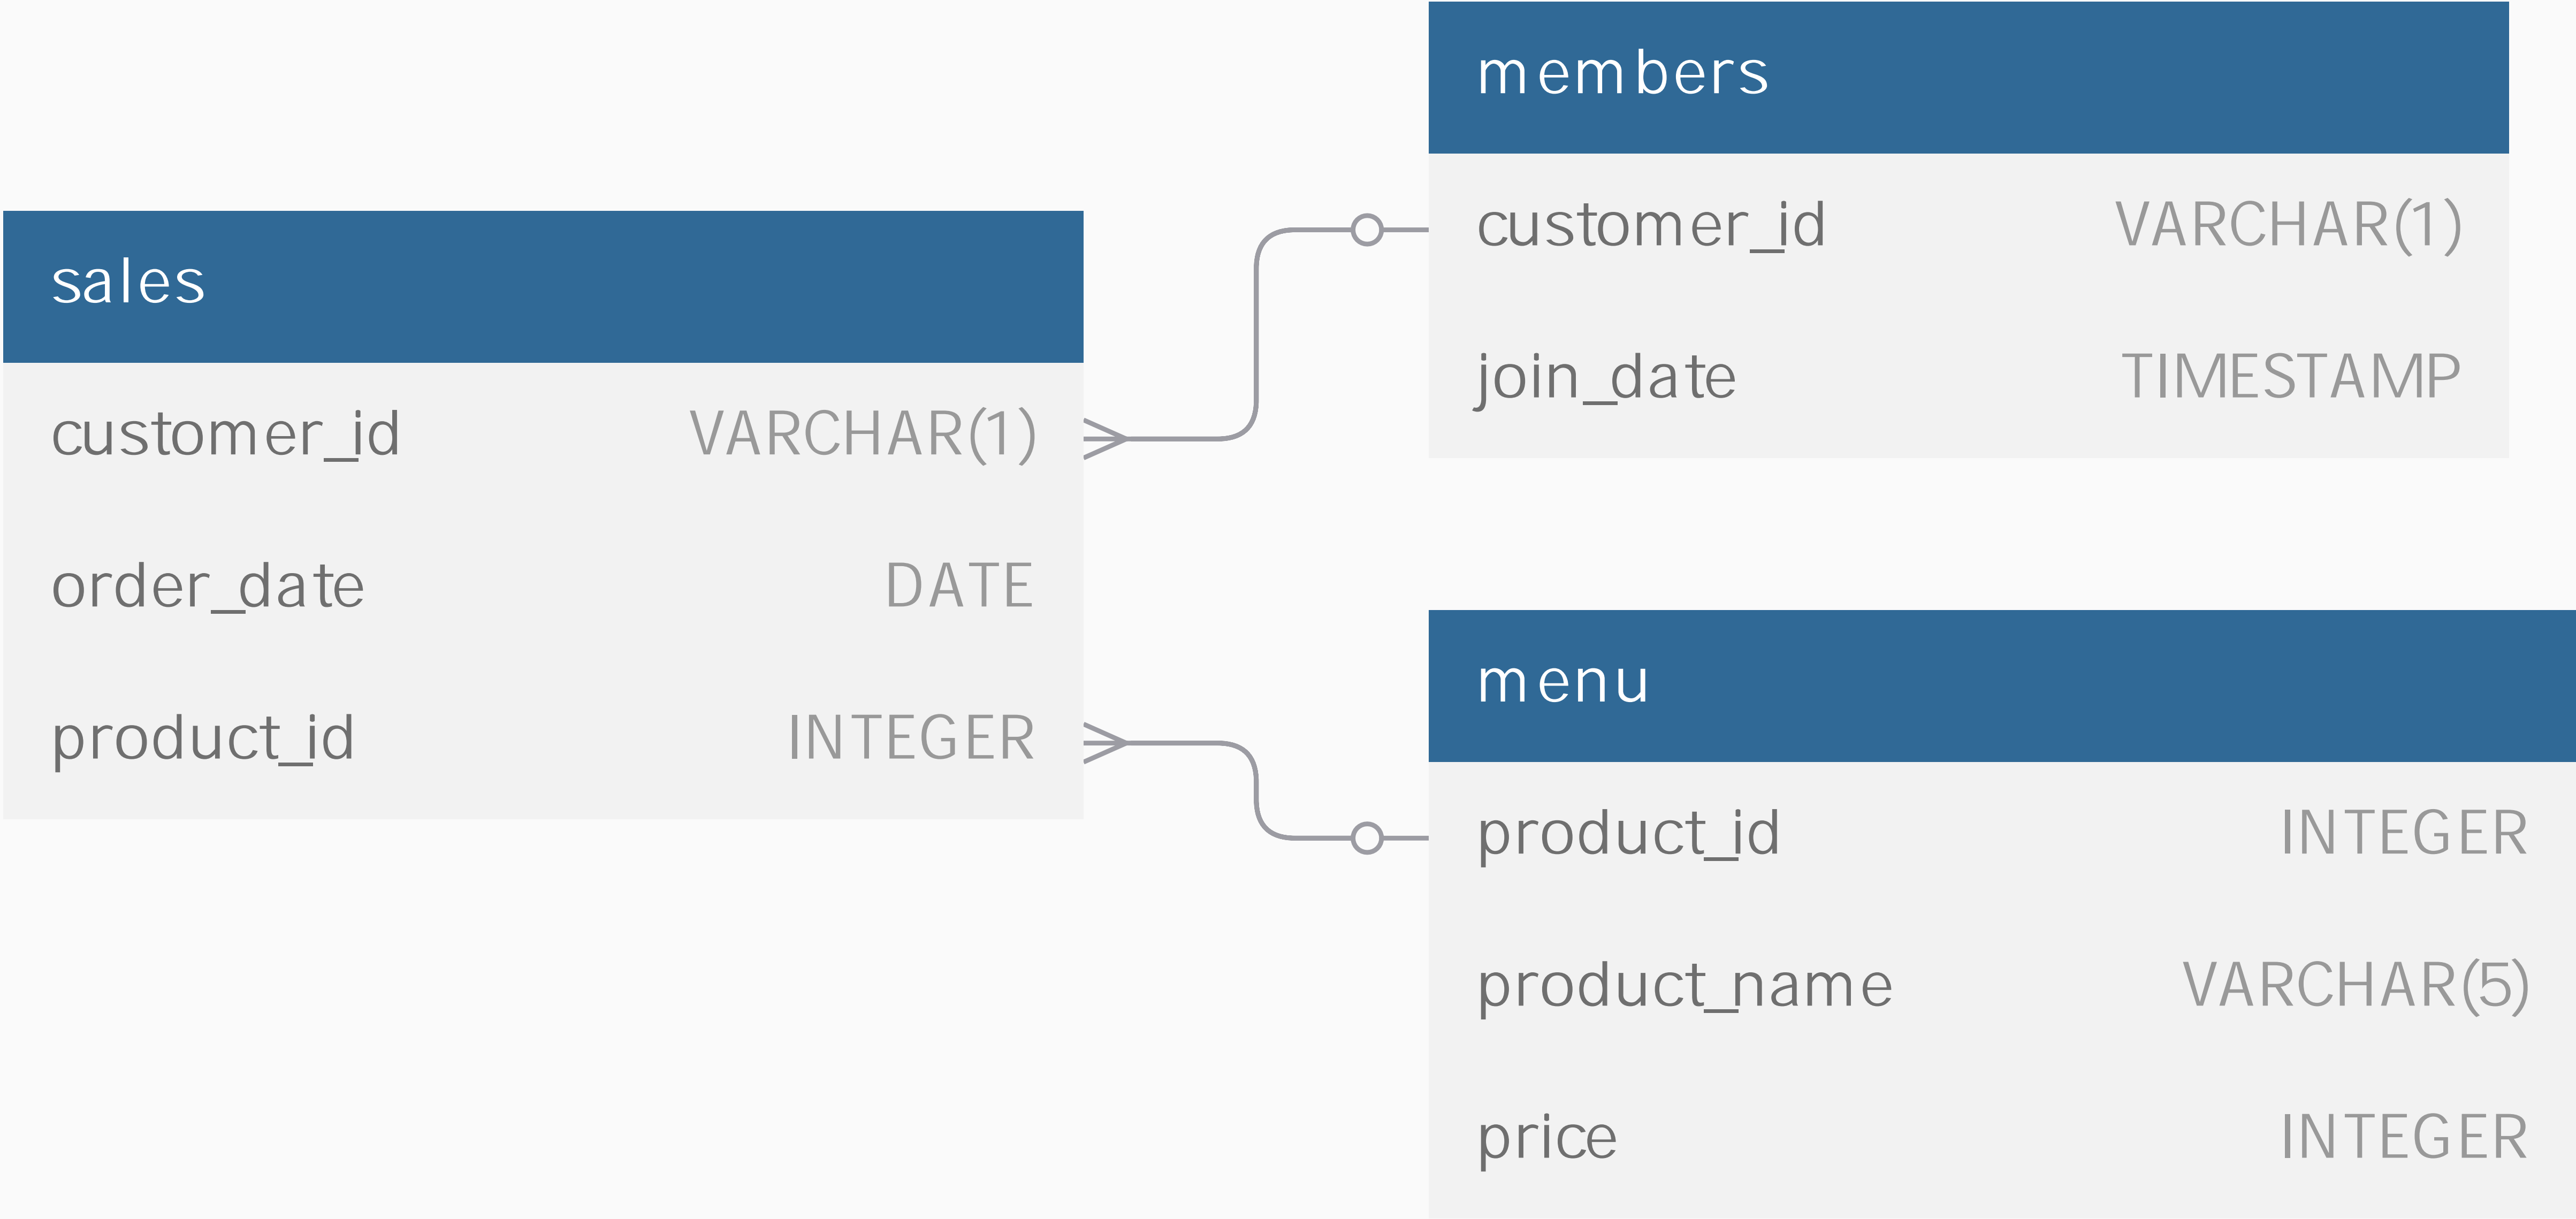 sales
customer_id VARCHAR(1)
order_date DATE
product_id INTEGER
members
customer_id VARCHAR(1)
join_date TIMESTAMP
menu
product_id INTEGER
product_name VARCHAR(5)
price INTEGER